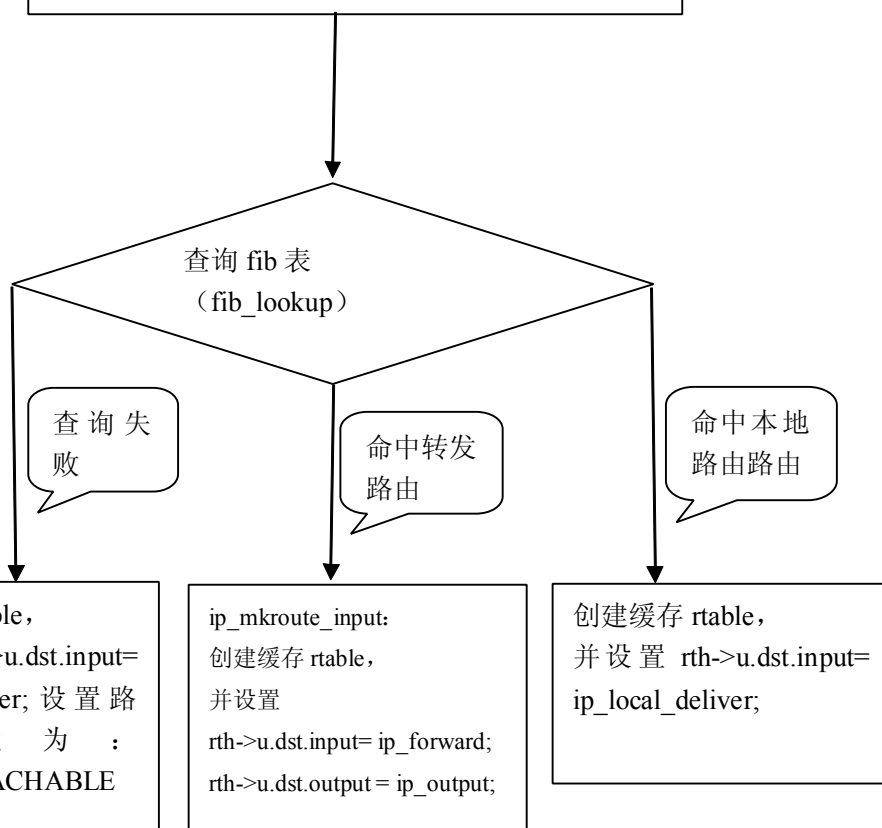 查询 fib 表
（fib_lookup）
查询失
败
命中转发
路由
命中本地
路由路由
u.dst.input=
设置路
为：
ip_mkroute_input：
创建缓存 rtable，
并设置
rth->u.dst.input= ip_forward;
rth->u.dst.output = ip_output;
创建缓存 rtable，
并设置 rth->u.dst.input=
ip_local_deliver;